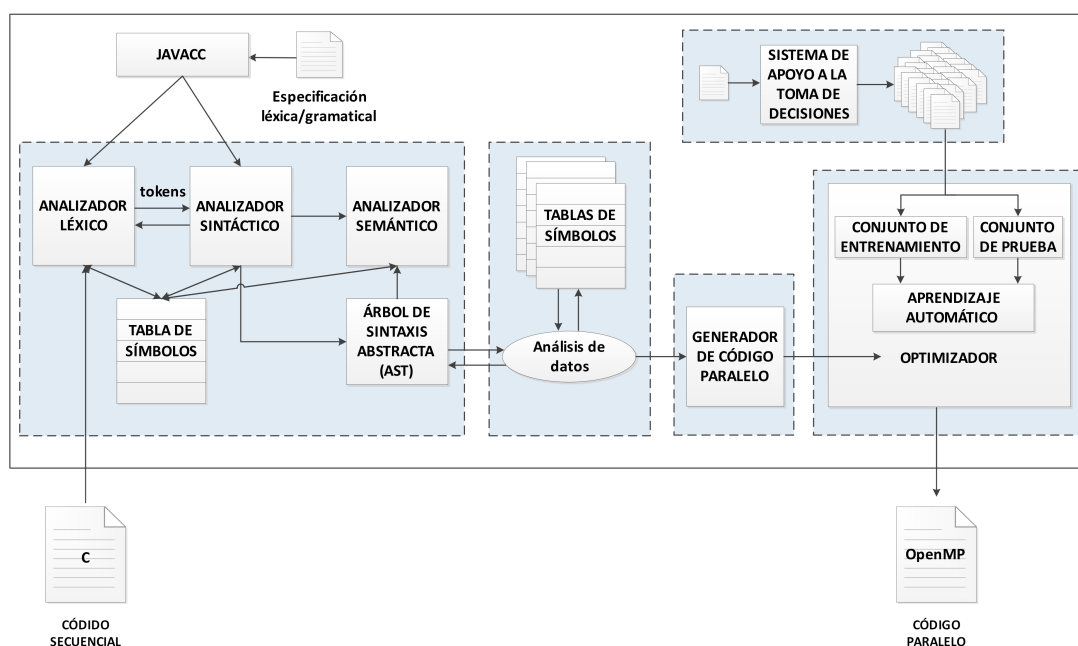 JAVACC
Especificación
léxica/gramatical
SISTEMA DE
APOYO A LA
TOMA DE
DECISIONES
ANALIZADOR
LÉXICO
tokens
ANALIZADOR
SINTÁCTICO
ANALIZADOR
SEMÁNTICO
TABLA DE
SÍMBOLOS
ÁRBOL DE
SINTAXIS
ABSTRACTA
(AST)
TABLAS DE
SÍMBOLOS
Análisis de
datos
GENERADOR
DE CÓDIGO
PARALELO
CONJUNTO DE
ENTRENAMIENTO
CONJUNTO
DE PRUEBA
APRENDIZAJE
AUTOMÁTICO
OPTIMIZADOR
C
CÓDIDO
SECUENCIAL
OpenMP
CÓDIGO
PARALELO